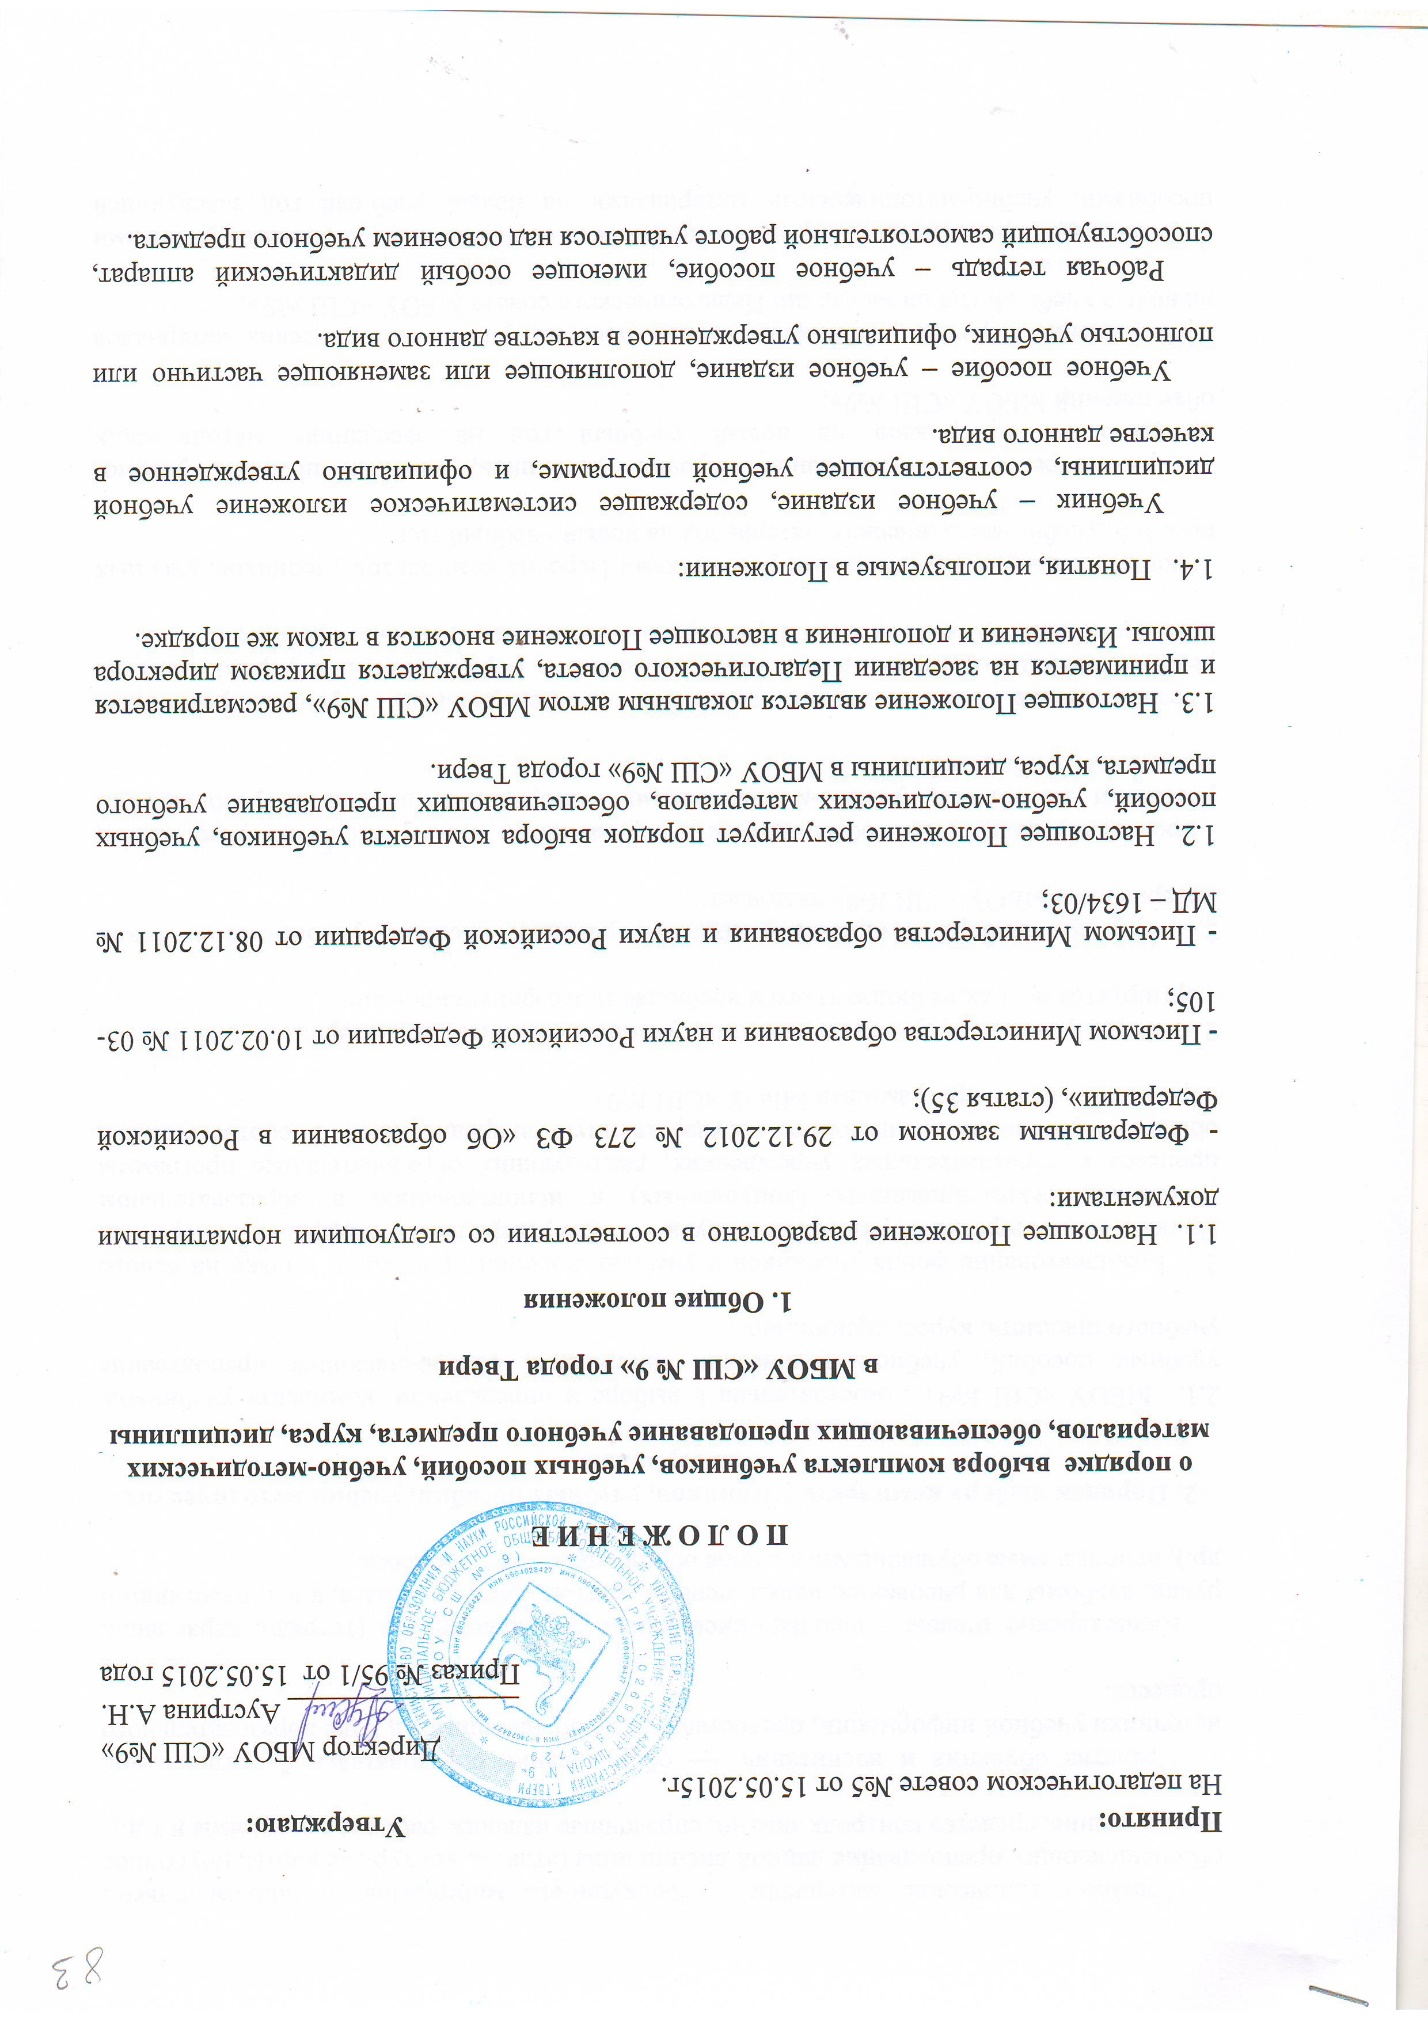 83
Принято: Утверждаю:
На педагогическом совете №5 от 15.05.2015г.
Директор МБОУ «СШ №9»
Аустрина А.Н.
Приказ № 95/1 от 15.05.2015 года
П О Л О Ж Е Н И Е
о порядке выбора комплекта учебников, учебных пособий, учебно-методических
материалов, обеспечивающих преподавание учебного предмета, курса, дисциплины
в МБОУ «СШ № 9» города Твери
1. Общие положения
1.1. Настоящее Положение разработано в соответствии со следующими нормативными
документами:
- Федеральным законом от 29.12.2012 № 273 ФЗ «Об образовании в Российской
Федерации», (статья 35);
- Письмом Министерства образования и науки Российской Федерации от 10.02.2011 № 03-
105;
- Письмом Министерства образования и науки Российской Федерации от 08.12.2011 №
МД – 1634/03;
1.2. Настоящее Положение регулирует порядок выбора комплекта учебников, учебных
пособий, учебно-методических материалов, обеспечивающих преподавание учебного
предмета, курса, дисциплины в МБОУ «СШ №9» города Твери.
1.3. Настоящее Положение является локальным актом МБОУ «СШ №9», рассматривается
и принимается на заседании Педагогического совета, утверждается приказом директора
школы. Изменения и дополнения в настоящее Положение вносятся в таком же порядке.
1.4. Понятия, используемые в Положении:
Учебник – учебное издание, содержащее систематическое изложение учебной
дисциплины, соответствующее учебной программе, и официально утвержденное в
качестве данного вида.
Учебное пособие – учебное издание, дополняющее или заменяющее частично или
полностью учебник, официально утвержденное в качестве данного вида.
Рабочая тетрадь – учебное пособие, имеющее особый дидактический аппарат,
способствующий самостоятельной работе учащегося над освоением учебного предмета.